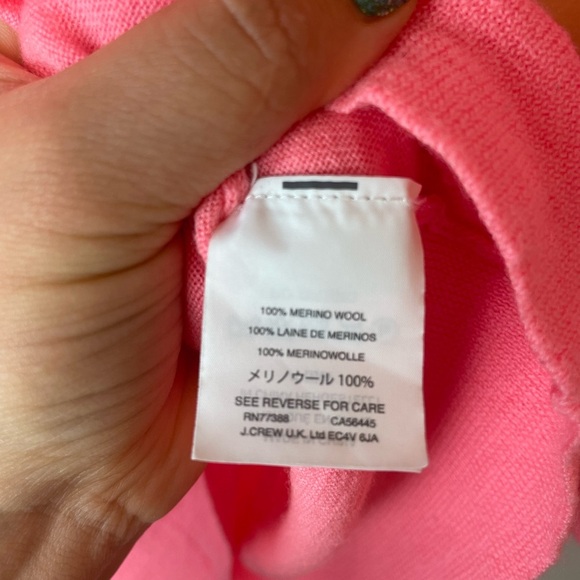 100% MERINO WOOL
100% LAINE DE MERINOS
100% MERINOWOLLE
メリノウール 100%
SEE REVERSE FOR CARE
RN77388 CA56445
J.CREW U.K. Ltd EC4V 6JA